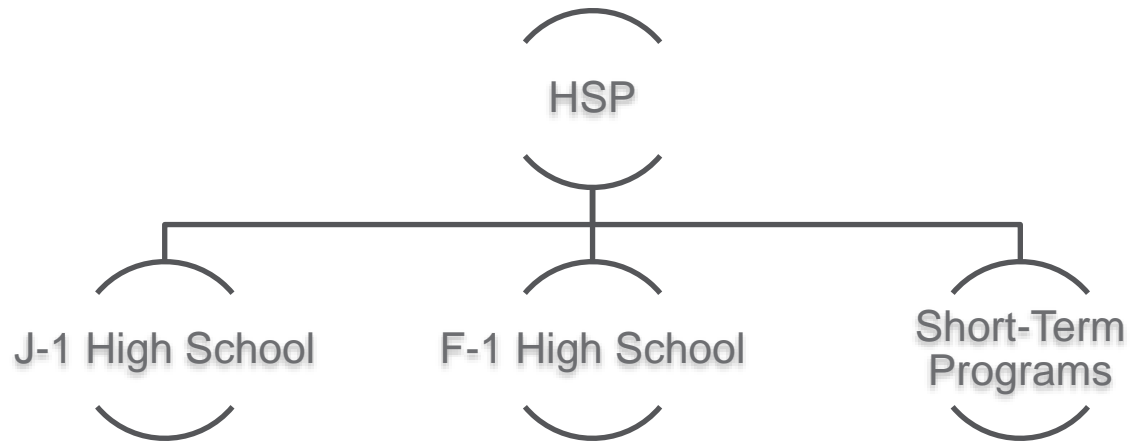 HSP
J-1 High School
F-1 High School
Short-Term
Programs